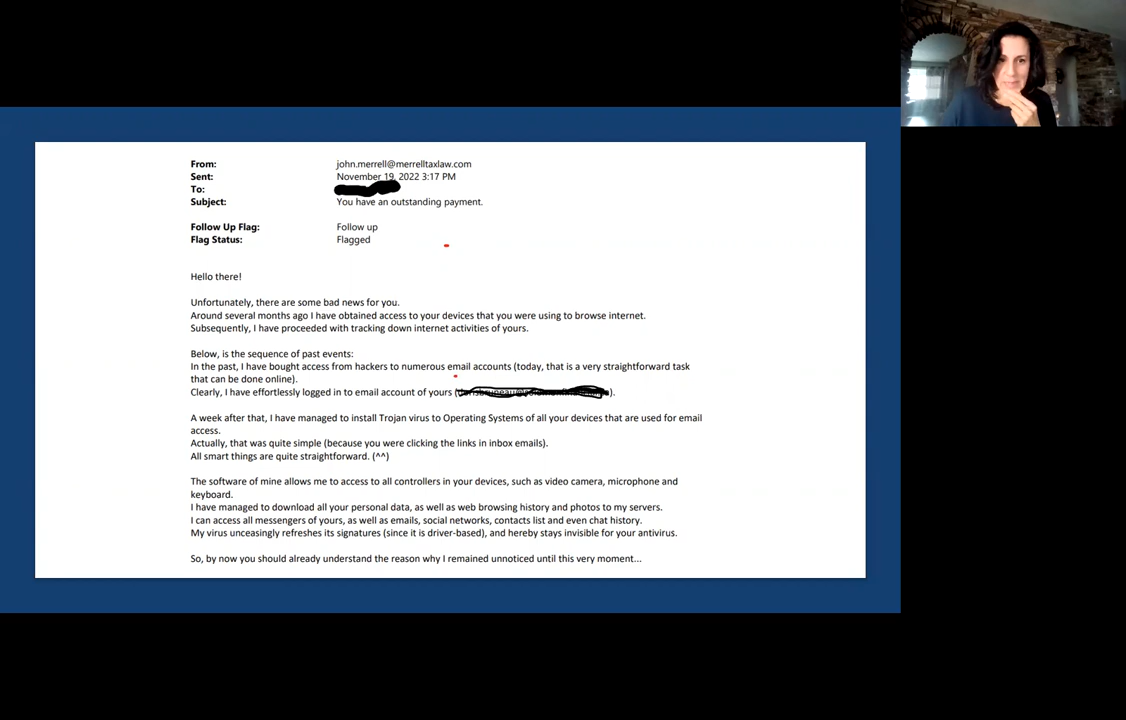 From: john.merrell@merrelltaxlaw.com
Sent: November 19, 2022 3:17 PM
To:
Subject: You have an outstanding payment.
Follow Up Flag: Follow up
Flag Status: Flagged
Hello there!
Unfortunately, there are some bad news for you.
Around several months ago I have obtained access to your devices that you were using to browse internet.
Subsequently, I have proceeded with tracking down internet activities of yours.
Below, is the sequence of past events:
In the past, I have bought access from hackers to numerous email accounts (today, that is a very straightforward task
that can be done online).
Clearly, I have effortlessly logged in to email account of yours ( ).
A week after that, I have managed to install Trojan virus to Operating Systems of all your devices that are used for email
access.
Actually, that was quite simple (because you were clicking the links in inbox emails).
All smart things are quite straightforward. (^^)
The software of mine allows me to access to all controllers in your devices, such as video camera, microphone and
keyboard.
I have managed to download all your personal data, as well as web browsing history and photos to my servers.
I can access all messengers of yours, as well as emails, social networks, contacts list and even chat history.
My virus unceasingly refreshes its signatures (since it is driver-based), and hereby stays invisible for your antivirus.
So, by now you should already understand the reason why I remained unnoticed until this very moment...